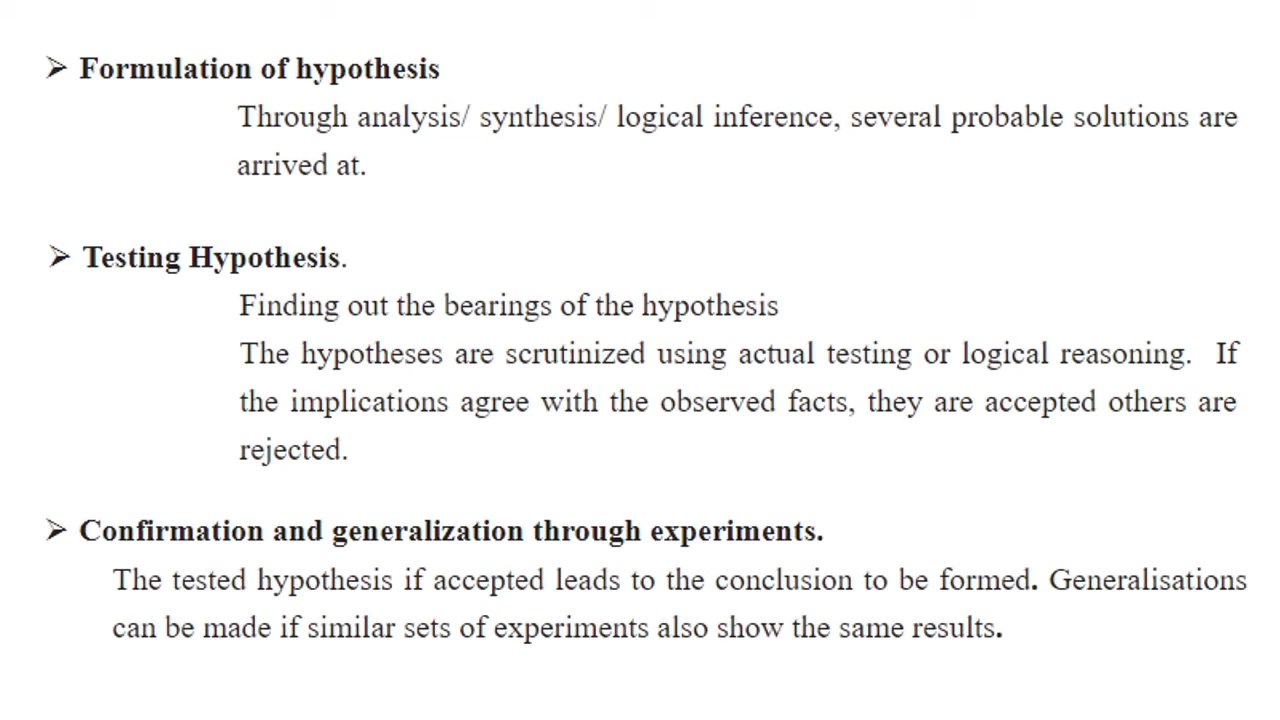 ➢ Formulation of hypothesis
Through analysis/ synthesis/ logical inference, several probable solutions are
arrived at.
➢ Testing Hypothesis.
Finding out the bearings of the hypothesis
The hypotheses are scrutinized using actual testing or logical reasoning. If
the implications agree with the observed facts, they are accepted others are
rejected.
➢ Confirmation and generalization through experiments.
The tested hypothesis if accepted leads to the conclusion to be formed. Generalisations
can be made if similar sets of experiments also show the same results.